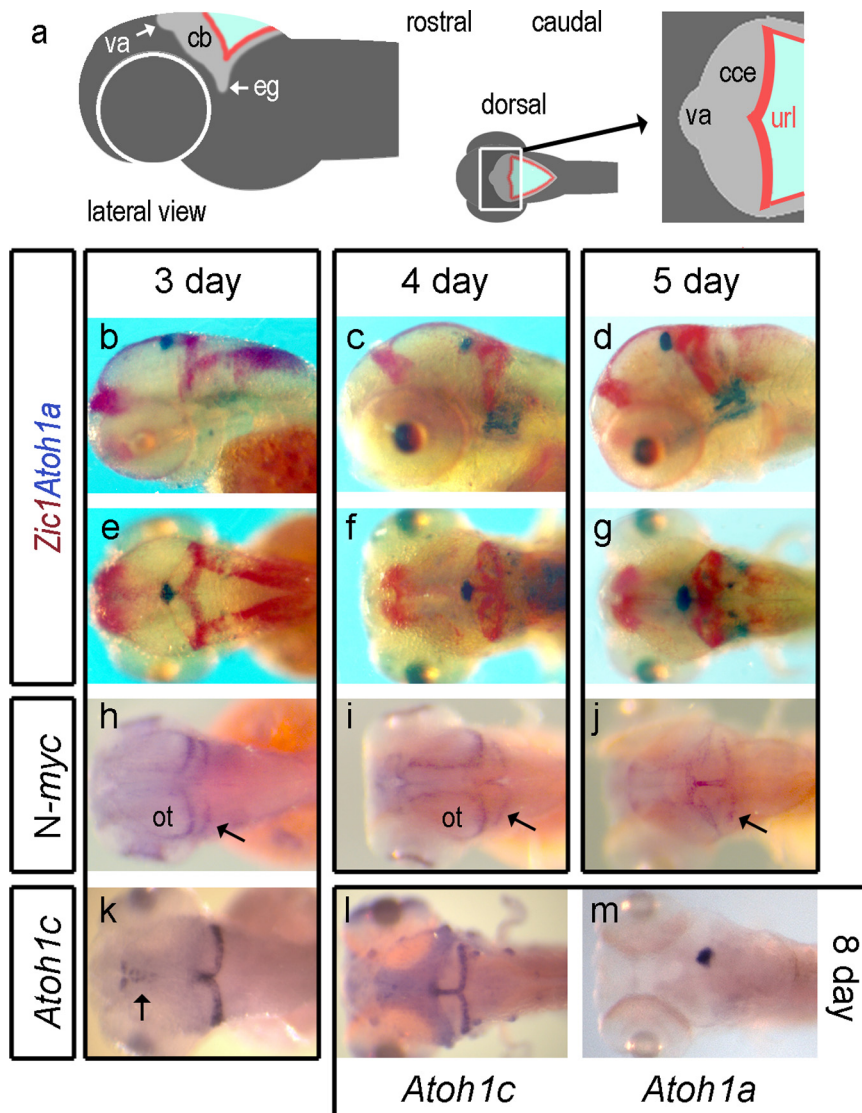 a
va
cb
eg
lateral view
rostral
caudal
dorsal
cce
va
url
3 day
4 day
5 day
Zic1Atoh1a
b
c
d
e
f
g
N-myc
h
ot
i
ot
j
Atoh1c
k
l
m
8 day
Atoh1c
Atoh1a